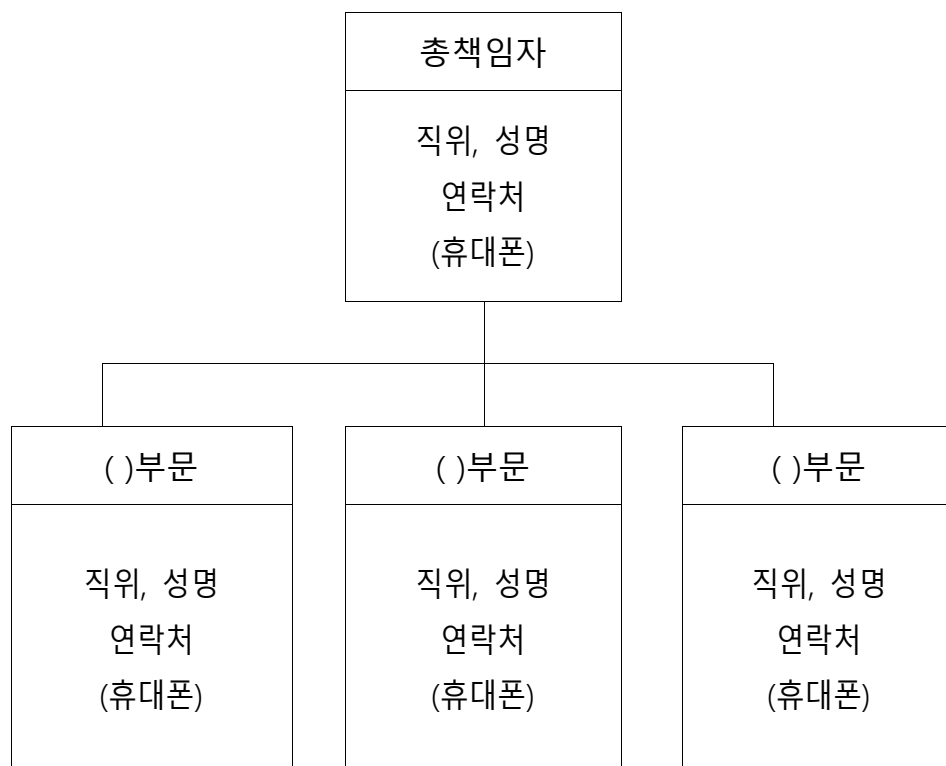 총책임자
직위, 성명
연락처
(휴대폰)
( )부문
직위, 성명
연락처
(휴대폰)
( )부문
직위, 성명
연락처
(휴대폰)
( )부문
직위, 성명
연락처
(휴대폰)